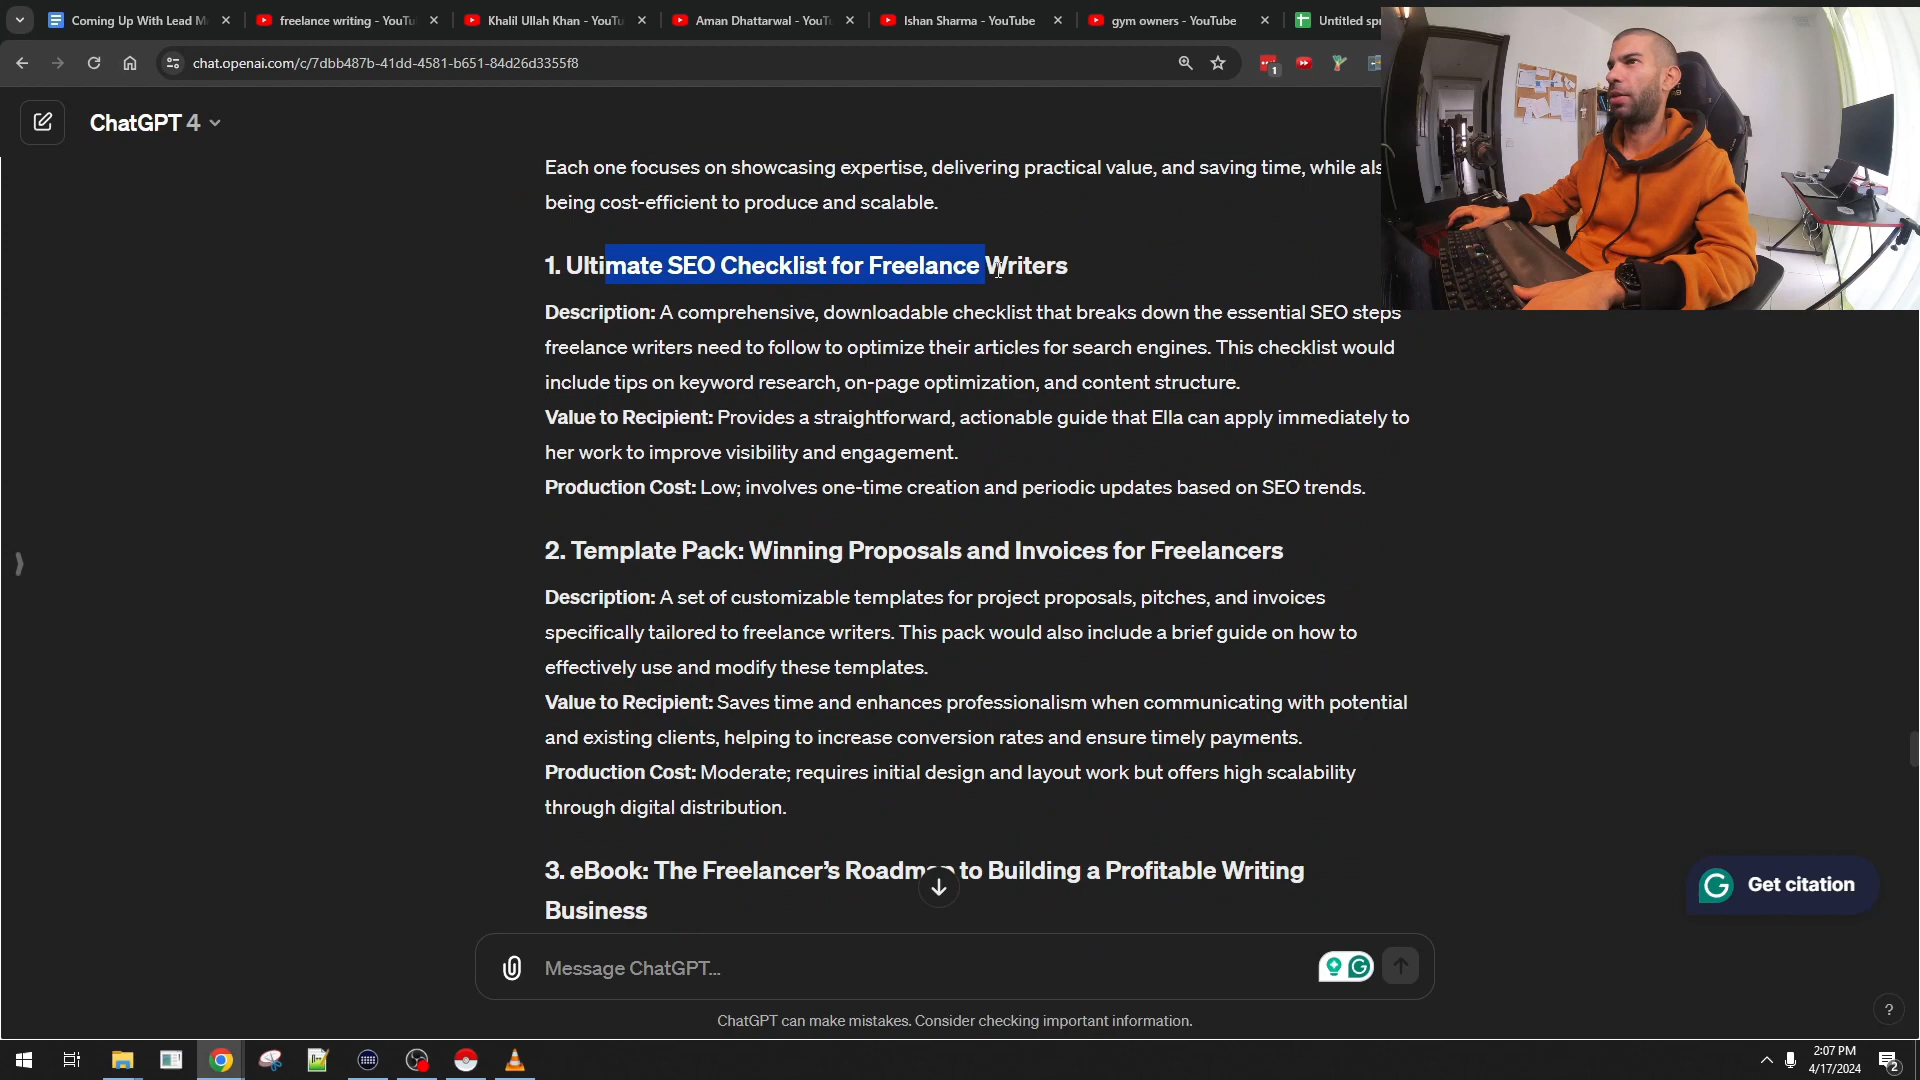 Coming Up With Lead M
freelance writing - YouTu
Khalil Ullah Khan - YouTu
Aman Dhattarwal - YouT
Ishan Sharma - YouTube
gym owners - YouTube
Untitled spr
chat.openai.com/c/7dbb487b-41dd-4581-b651-84d26d3355f8
1
ChatGPT 4
Each one focuses on showcasing expertise, delivering practical value, and saving time, while als
being cost-efficient to produce and scalable.
1. Ultimate SEO Checklist for Freelance Writers
Description: A comprehensive, downloadable checklist that breaks down the essential SEO steps
freelance writers need to follow to optimize their articles for search engines. This checklist would
include tips on keyword research, on-page optimization, and content structure.
Value to Recipient: Provides a straightforward, actionable guide that Ella can apply immediately to
her work to improve visibility and engagement.
Production Cost: Low; involves one-time creation and periodic updates based on SEO trends.
2. Template Pack: Winning Proposals and Invoices for Freelancers
Description: A set of customizable templates for project proposals, pitches, and invoices
specifically tailored to freelance writers. This pack would also include a brief guide on how to
effectively use and modify these templates.
Value to Recipient: Saves time and enhances professionalism when communicating with potential
and existing clients, helping to increase conversion rates and ensure timely payments.
Production Cost: Moderate; requires initial design and layout work but offers high scalability
through digital distribution.
3. eBook: The Freelancer’s Roadmap to Building a Profitable Writing
Business
Get citation
Message ChatGPT...
ChatGPT can make mistakes. Consider checking important information.
?
2:07 PM
4/17/2024
2